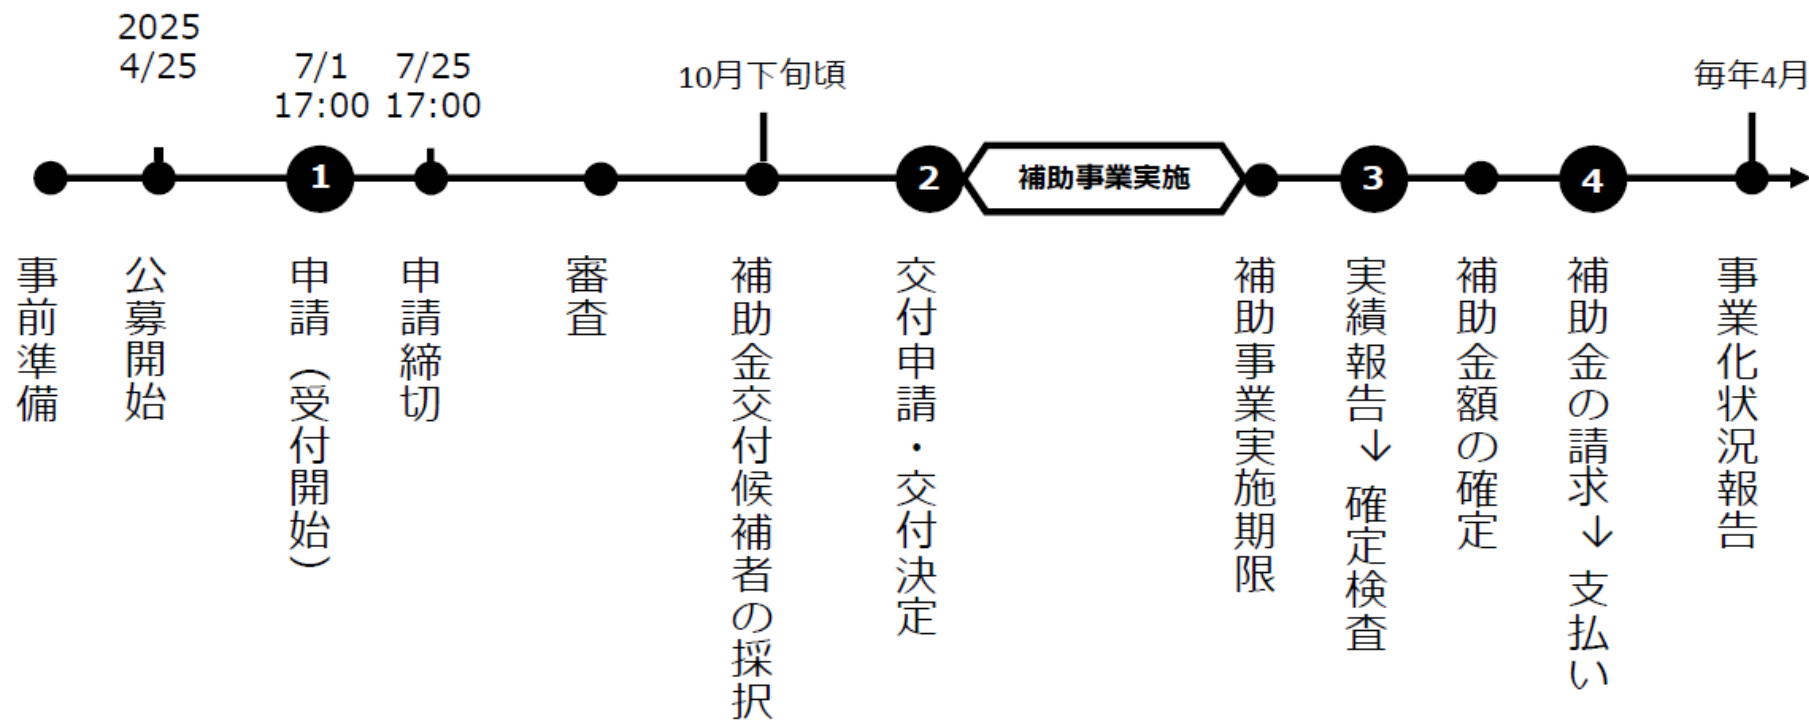 2025
4/25
7/1
17:00
7/25
17:00
10月下旬頃
毎年4月
1
2
補助事業実施
3
4
事前準備
公募開始
申請（受付開始）
申請締切
審査
補助金交付候補者の採択
交付申請・交付決定
補助事業実施期限
実績報告→確定検査
補助金額の確定
補助金の請求→支払い
事業化状況報告